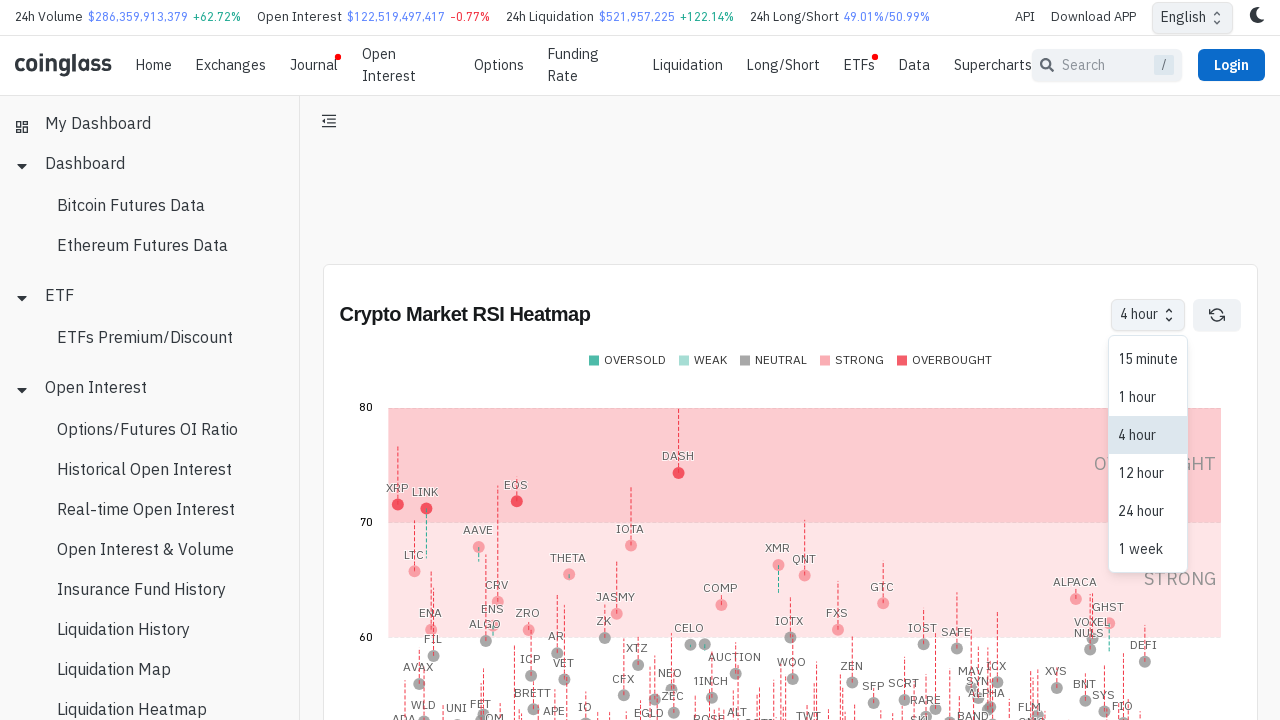 24h Volume $286,359,913,379 +62.72% Open Interest $122,519,497,417 -0.77% 24h Liquidation $521,957,225 +122.14% 24h Long/Short 49.01%/50.99% API Download APP English
coinglass Home Exchanges Journal Open Interest Options Funding Rate Liquidation Long/Short ETFs Data Supercharts Search / Login
My Dashboard
Dashboard
Bitcoin Futures Data
Ethereum Futures Data
ETF
ETFs Premium/Discount
Open Interest
Options/Futures OI Ratio
Historical Open Interest
Real-time Open Interest
Open Interest & Volume
Insurance Fund History
Liquidation History
Liquidation Map
Liquidation Heatmap
Crypto Market RSI Heatmap
4 hour
15 minute
1 hour
4 hour
12 hour
24 hour
1 week
OVERSOLD WEAK NEUTRAL STRONG OVERBOUGHT
80
DASH
XRP LINK EOS
70
AAVE IOTA
LTC THETA XMR QNT
CRV JASMY COMP GTC ALPACA
ENA ENS ZRO FXS GHST
ALGO ZK CELO IOTX IOST SAFE VOXEL
NULS
60
FIL AR XTZ DEFI
AVAX ICP VET CFX NEO AUCTION WOO ZEN MAV ICX XVS
WLD UNI FET BRETT APE IO EGLD ZEC 1INCH ALT SFP SCRT RARE SYN ALPHA BNT SYS
FLM FIO
BAND
TWT
STRONG